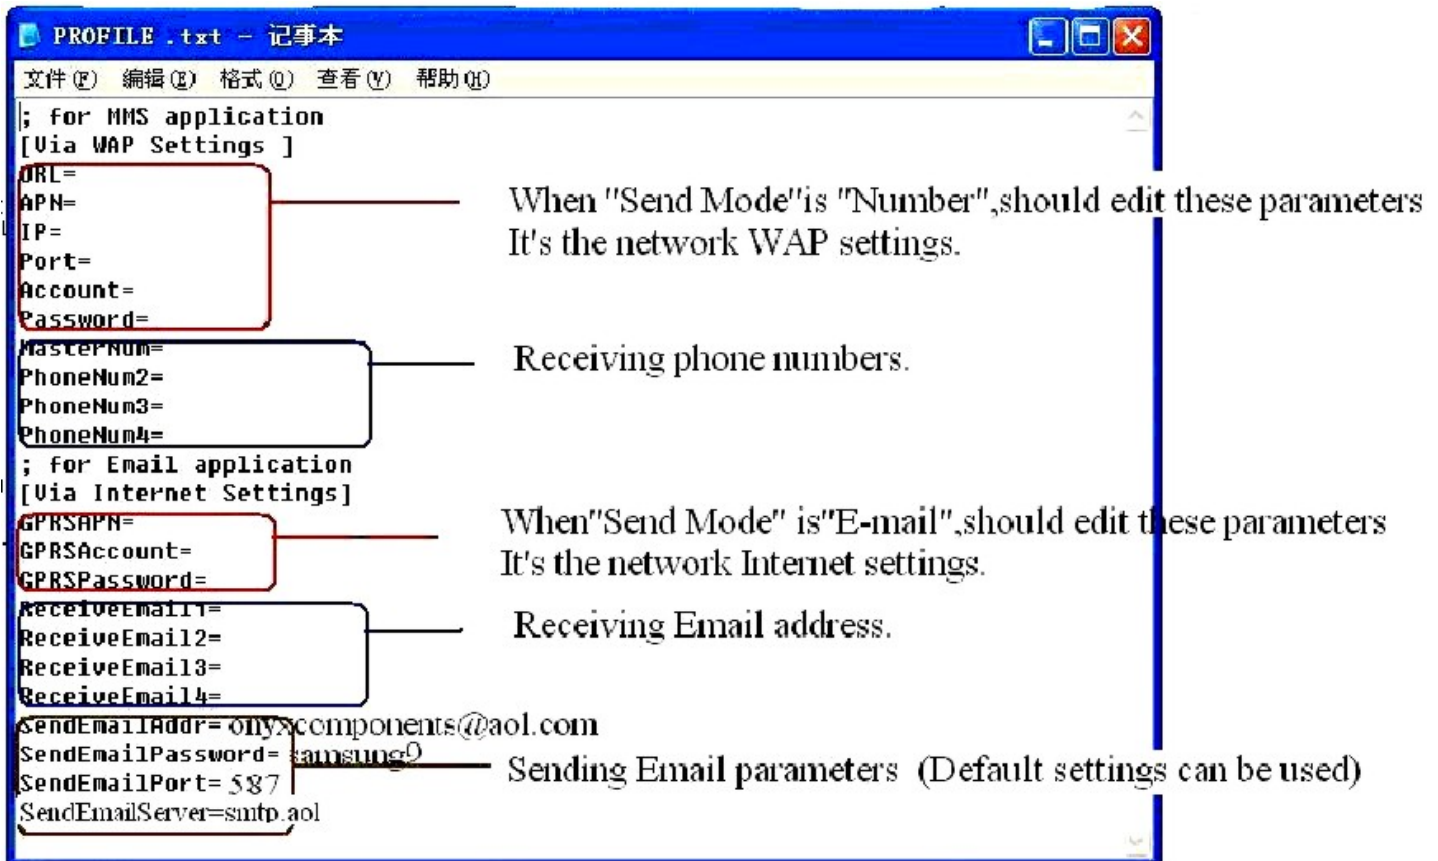 PROFILE .txt - 记事本
文件(F) 编辑(E) 格式(O) 查看(V) 帮助(H)
; for MMS application
[Via WAP Settings ]
URL=
APN=
When "Send Mode"is "Number",should edit these parameters
IP=
It's the network WAP settings.
Port=
Account=
Password=
MasterNum=
Receiving phone numbers.
PhoneNum2=
PhoneNum3=
PhoneNum4=
; for Email application
[Via Internet Settings]
GPRSAPN=
When"Send Mode" is"E-mail",should edit these parameters
GPRSAccount=
It's the network Internet settings.
GPRSPassword=
ReceiveEmail1=
Receiving Email address.
ReceiveEmail2=
ReceiveEmail3=
ReceiveEmail4=
SendEmailAddr= onyxcomponents@aol.com
SendEmailPassword= samsung9
Sending Email parameters (Default settings can be used)
SendEmailPort= 587
SendEmailServer=smtp.aol